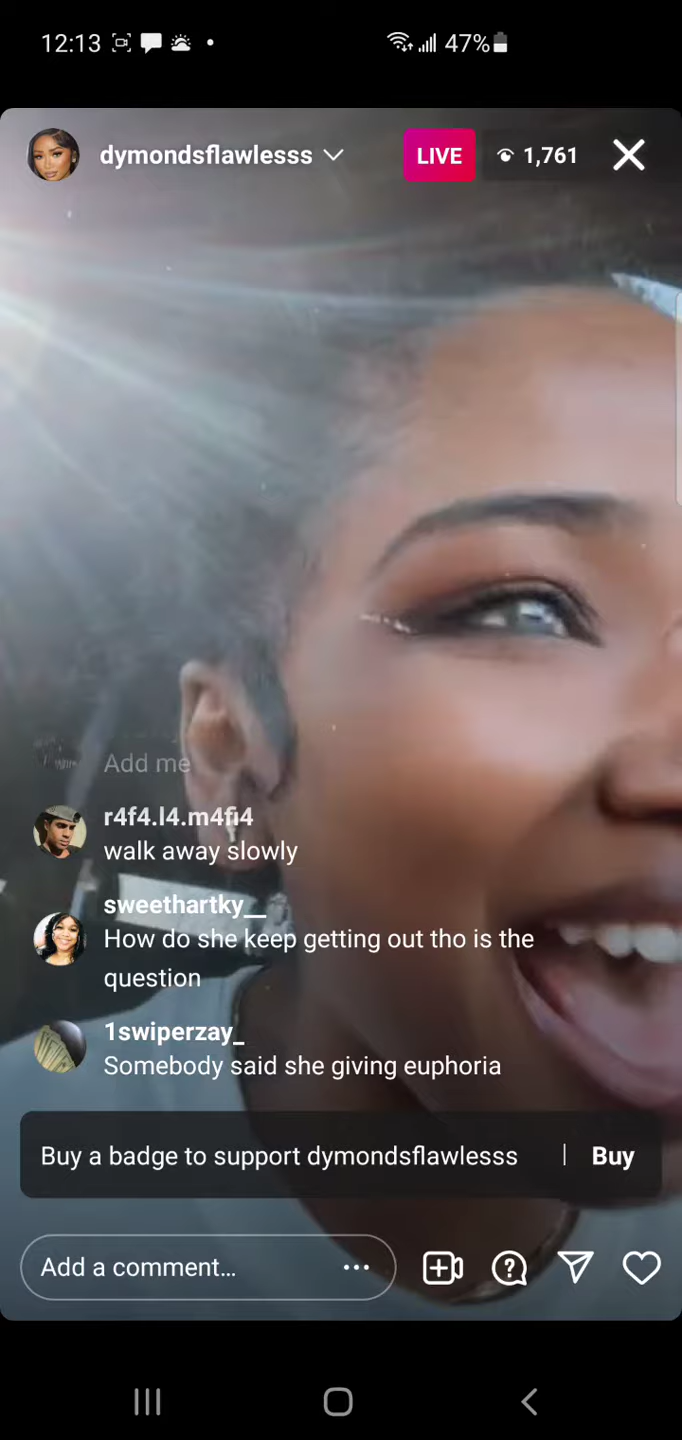 12:13 47%
dymondsflawlesss LIVE 1,761
Add me
r4f4.l4.m4fi4
walk away slowly
sweethartky__
How do she keep getting out tho is the
question
1swiperzay_
Somebody said she giving euphoria
Buy a badge to support dymondsflawlesss | Buy
Add a comment...